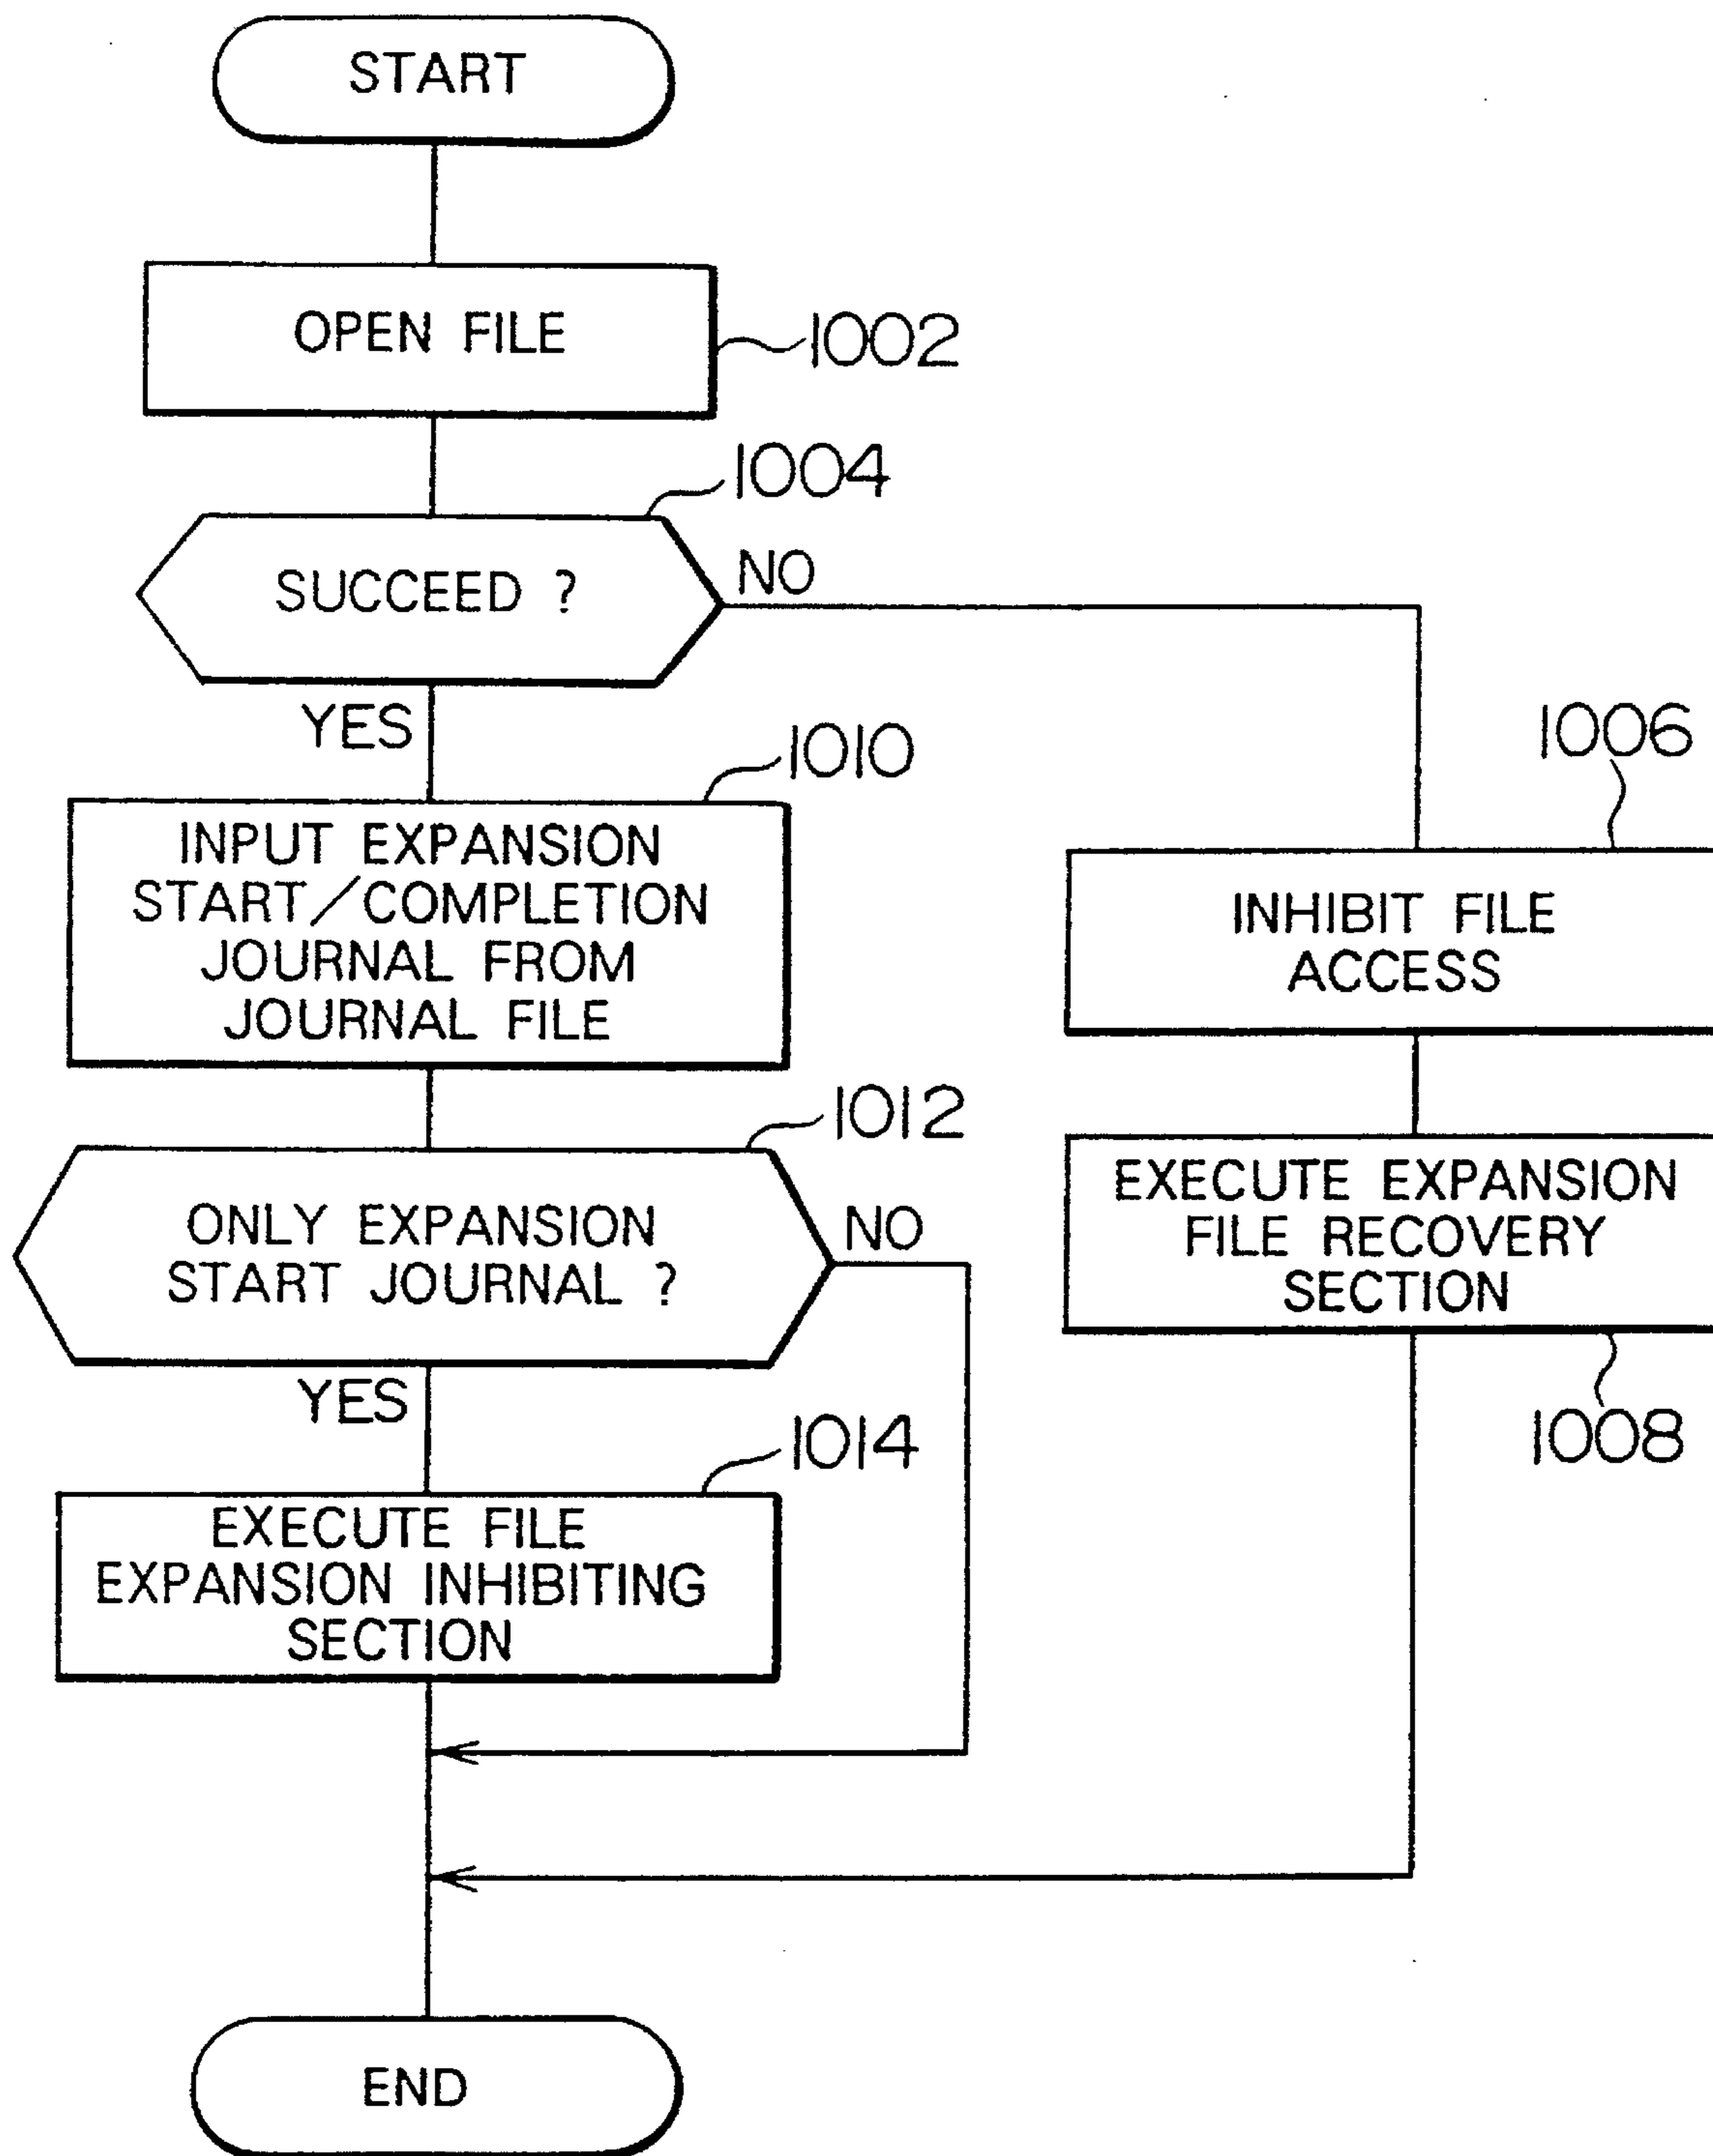 START
OPEN FILE
1002
1004
SUCCEED ?
NO
YES
1010
INPUT EXPANSION
START/COMPLETION
JOURNAL FROM
JOURNAL FILE
1006
INHIBIT FILE
ACCESS
1012
ONLY EXPANSION
START JOURNAL ?
NO
YES
EXECUTE EXPANSION
FILE RECOVERY
SECTION
1008
1014
EXECUTE FILE
EXPANSION INHIBITING
SECTION
END